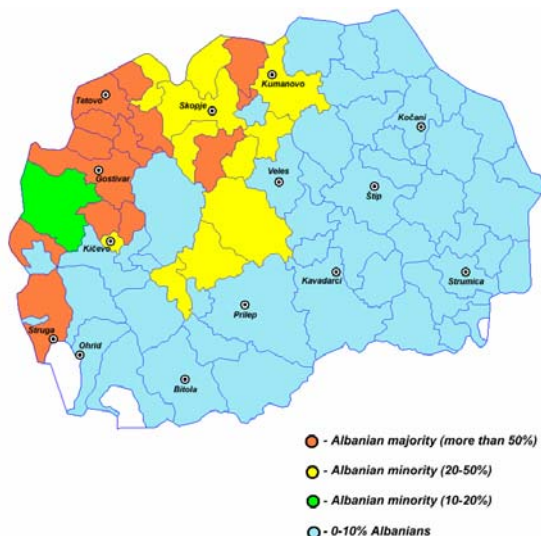 Kumanovo
Tetovo
Skopje
Kočani
Gostivar
Veles
Štip
Kičevo
Kavadarci
Strumica
Prilep
Struga
Ohrid
Bitola
- Albanian majority (more than 50%)
- Albanian minority (20-50%)
- Albanian minority (10-20%)
- 0-10% Albanians